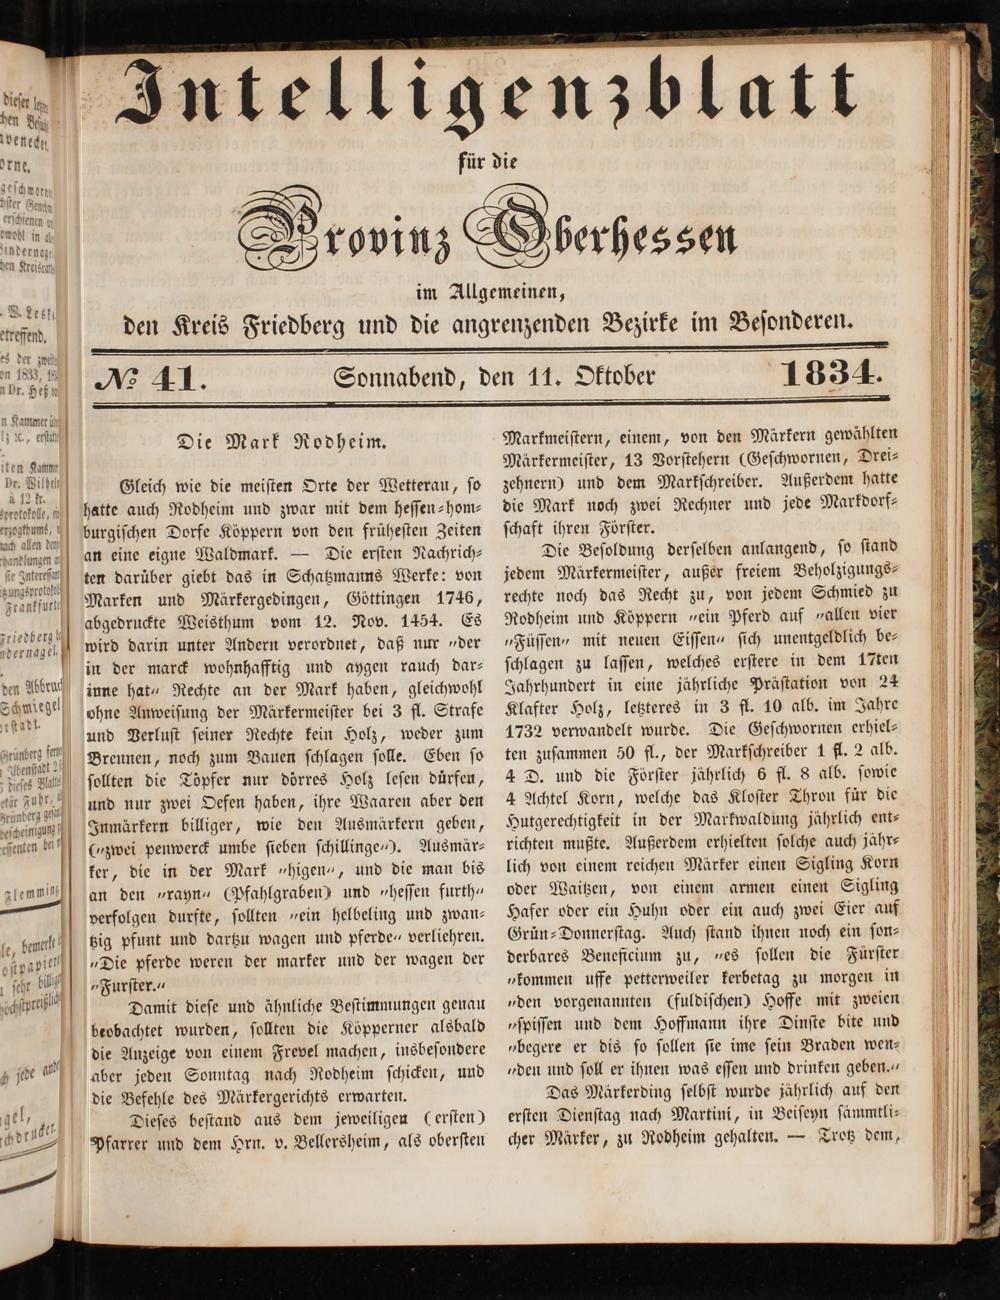 Intelligenzblatt
für die
Provinz Oberhessen
im Allgemeinen,
den Kreis Friedberg und die angrenzenden Bezirke im Besonderen.
№ 41.
Sonnabend, den 11. Oktober
1834.
Die Mark Rodheim.
Gleich wie die meisten Orte der Wetterau, so
hatte auch Rodheim und zwar mit dem hessen-hom-
burgischen Dorfe Köppern von den frühesten Zeiten
an eine eigne Waldmark. — Die ersten Nachrich-
ten darüber giebt das in Schatzmanns Werke: von
Marken und Märkergedingen, Göttingen 1746,
abgedruckte Weisthum vom 12. Nov. 1454. Es
wird darin unter Andern verordnet, daß nur „der
in der marck wohnhafftig und aygen rauch dar-
inne hat„ Rechte an der Mark haben, gleichwohl
ohne Anweisung der Märkermeister bei 3 fl. Strafe
und Verlust seiner Rechte kein Holz, weder zum
Brennen, noch zum Bauen schlagen solle. Eben so
sollten die Töpfer nur dörres Holz lesen dürfen,
und nur zwei Oefen haben, ihre Waaren aber den
Inmärkern billiger, wie den Ausmärkern geben,
(„zwei penwerck umbe sieben schillinge„). Ausmär-
ker, die in der Mark „higen„, und die man bis
an den „rayn„ (Pfahlgraben) und „hessen furth„
verfolgen durfte, sollten „ein helbeling und zwan-
tzig pfunt und dartzu wagen und pferde„ verliehren.
„Die pferde weren der marker und der wagen der
„Furster.“
Damit diese und ähnliche Bestimmungen genau
beobachtet wurden, sollten die Köpperner alsbald
die Anzeige von einem Frevel machen, insbesondere
aber jeden Sonntag nach Rodheim schicken, und
die Befehle des Märkergerichts erwarten.
Dieses bestand aus dem jeweiligen (ersten)
Pfarrer und dem Hrn. v. Bellersheim, als obersten
Markmeistern, einem, von den Märkern gewählten
Märkermeister, 13 Vorstehern (Geschwornen, Drei-
zehnern) und dem Markschreiber. Außerdem hatte
die Mark noch zwei Rechner und jede Markdorf-
schaft ihren Förster.
Die Besoldung derselben anlangend, so stand
jedem Märkermeister, außer freiem Beholzigungs-
rechte noch das Recht zu, von jedem Schmied zu
Rodheim und Köppern „ein Pferd auf „allen vier
„Füssen„ mit neuen Eissen„ sich unentgeldlich be-
schlagen zu lassen, welches erstere in dem 17ten
Jahrhundert in eine jährliche Prästation von 24
Klafter Holz, letzteres in 3 fl. 10 alb. im Jahre
1732 verwandelt wurde. Die Geschwornen erhiel-
ten zusammen 50 fl., der Markschreiber 1 fl. 2 alb.
4 D. und die Förster jährlich 6 fl. 8 alb. sowie
4 Achtel Korn, welche das Kloster Thron für die
Hutgerechtigkeit in der Markwaldung jährlich ent-
richten mußte. Außerdem erhielten solche auch jähr-
lich von einem reichen Märker einen Sigling Korn
oder Waitzen, von einem armen einen Sigling
Hafer oder ein Huhn oder ein auch zwei Eier auf
Grün-Donnerstag. Auch stand ihnen noch ein son-
derbares Beneficium zu, „es sollen die Fürster
„kommen uffe petterweiler kerbetag zu morgen in
„den vorgenannten (fuldischen) Hoffe mit zweien
„spissen und dem Hoffmann ihre Dinste bite und
„begere er dis so sollen sie ime sein Braden wen-
„den und soll er ihnen was essen und drinken geben.“
Das Märkerding selbst wurde jährlich auf den
ersten Dienstag nach Martini, in Beiseyn sämmtli-
cher Märker, zu Rodheim gehalten. — Trotz dem,